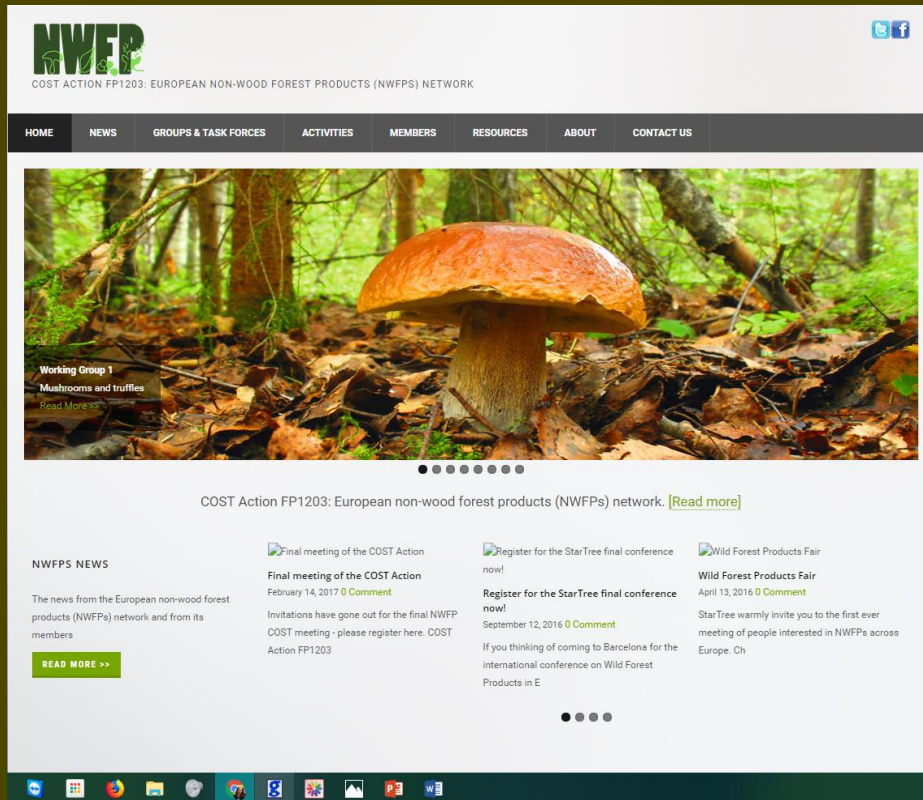 NWFP
COST ACTION FP1203: EUROPEAN NON-WOOD FOREST PRODUCTS (NWFPS) NETWORK
HOME NEWS GROUPS & TASK FORCES ACTIVITIES MEMBERS RESOURCES ABOUT CONTACT US
Working Group 1
Mushrooms and truffles
Read More >>
COST Action FP1203: European non-wood forest products (NWFPs) network. [Read more]
NWFPS NEWS
The news from the European non-wood forest
products (NWFPs) network and from its
members
READ MORE >>
Final meeting of the COST Action
Final meeting of the COST Action
February 14, 2017 0 Comment
Invitations have gone out for the final NWFP
COST meeting - please register here. COST
Action FP1203
Register for the StarTree final conference
now!
Register for the StarTree final conference
now!
September 12, 2016 0 Comment
If you thinking of coming to Barcelona for the
international conference on Wild Forest
Products in E
Wild Forest Products Fair
Wild Forest Products Fair
April 13, 2016 0 Comment
StarTree warmly invite you to the first ever
meeting of people interested in NWFPs across
Europe. Ch